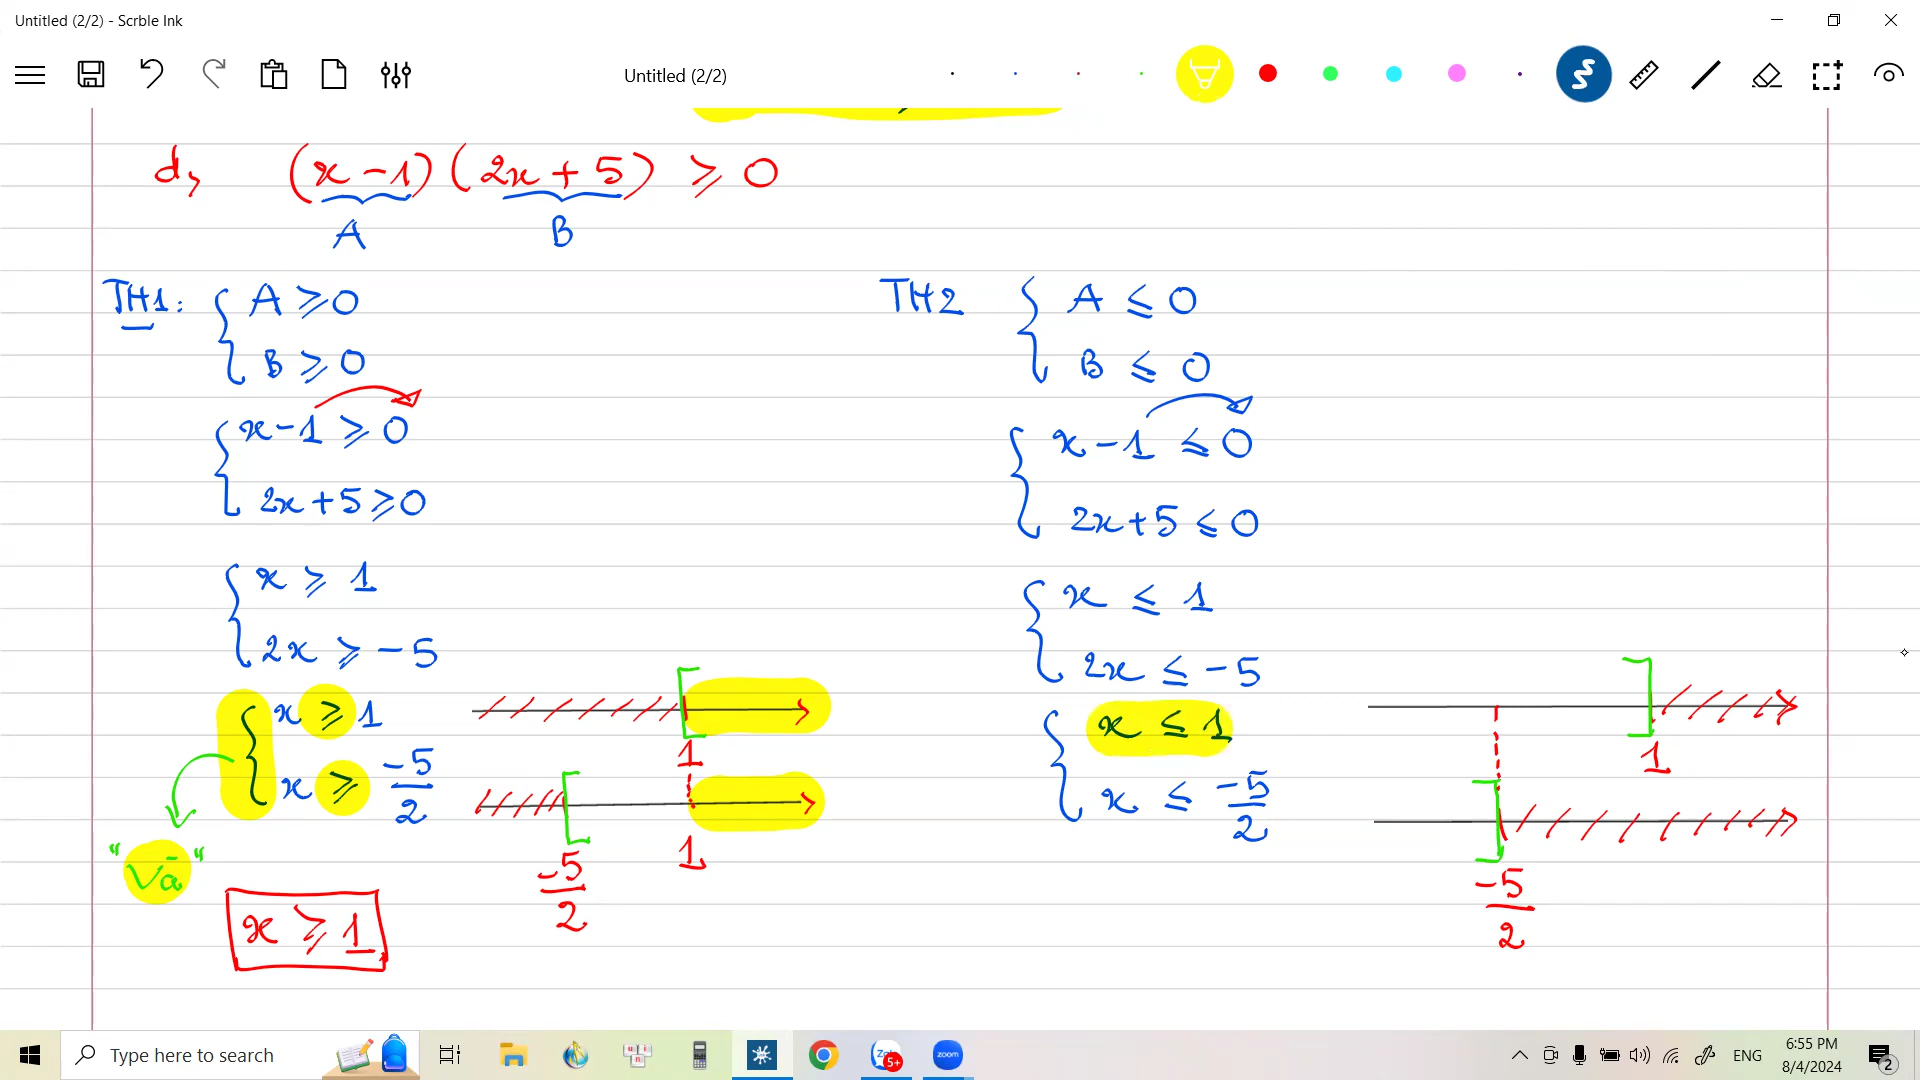 Untitled (2/2) - Scrble Ink
Untitled (2/2)
d, (x - 1)(2x + 5) ≥ 0
A B
TH1: { A ≥ 0
B ≥ 0
{ x - 1 ≥ 0
2x + 5 ≥ 0
{ x ≥ 1
2x ≥ -5
{ x ≥ 1
x ≥ -5/2
"Và"
x ≥ 1
1
-5/2 1
TH2 { A ≤ 0
B ≤ 0
{ x - 1 ≤ 0
2x + 5 ≤ 0
{ x ≤ 1
2x ≤ -5
{ x ≤ 1
x ≤ -5/2
1
-5/2
Type here to search
5+
zoom
ENG
6:55 PM
8/4/2024
2